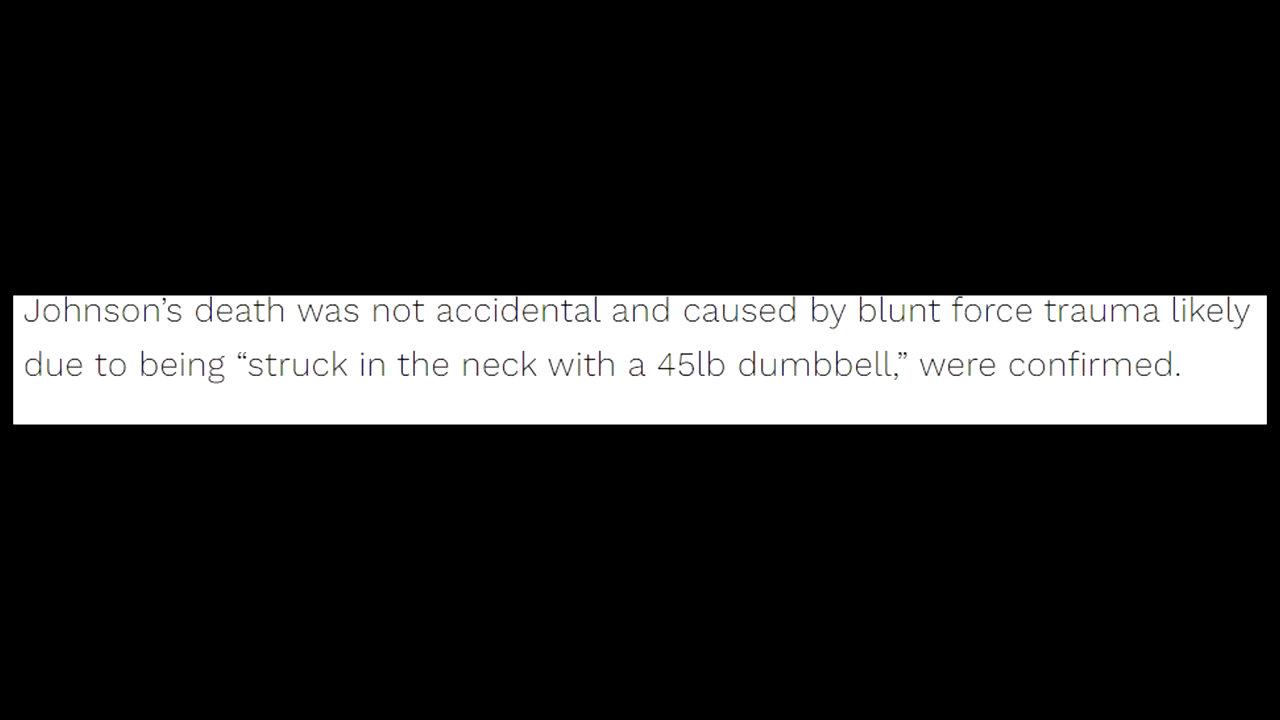 Johnson’s death was not accidental and caused by blunt force trauma likely
due to being “struck in the neck with a 45lb dumbbell,” were confirmed.